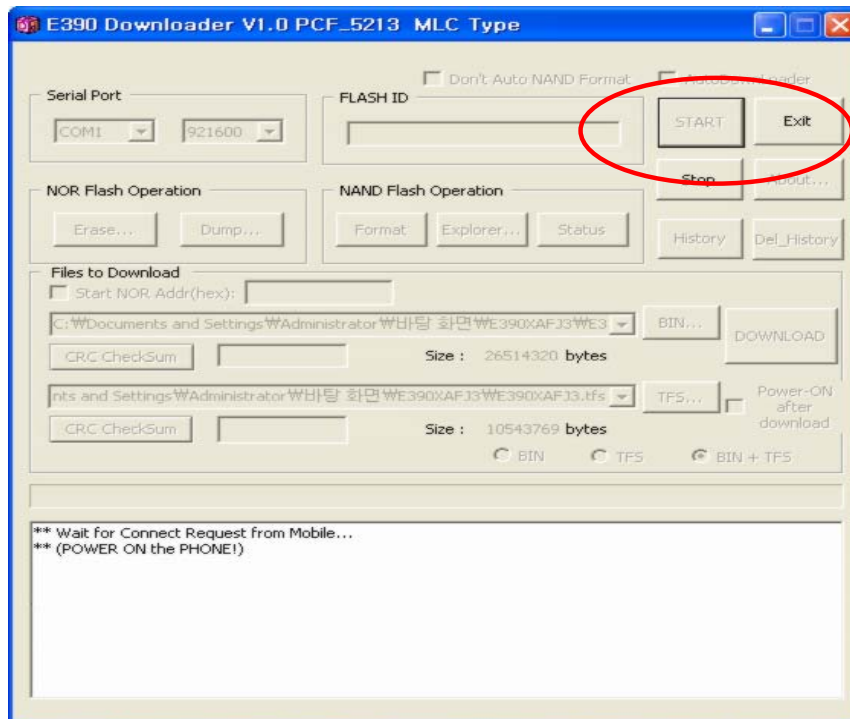 E390 Downloader V1.0 PCF_5213 MLC Type
Don't Auto NAND Format
AutoDownLoader
Serial Port
FLASH ID
COM1
921600
START
Exit
Stop
About...
NOR Flash Operation
NAND Flash Operation
Erase...
Dump...
Format
Explorer...
Status
History
Del_History
Files to Download
Start NOR Addr(hex):
C:₩Documents and Settings₩Administrator₩바탕 화면₩E390XAFJ3₩E3
BIN...
DOWNLOAD
CRC CheckSum
Size : 26514320 bytes
nts and Settings₩Administrator₩바탕 화면₩E390XAFJ3₩E390XAFJ3.tfs
TFS...
Power-ON
after
download
CRC CheckSum
Size : 10543769 bytes
BIN
TFS
BIN + TFS
** Wait for Connect Request from Mobile...
** (POWER ON the PHONE!)